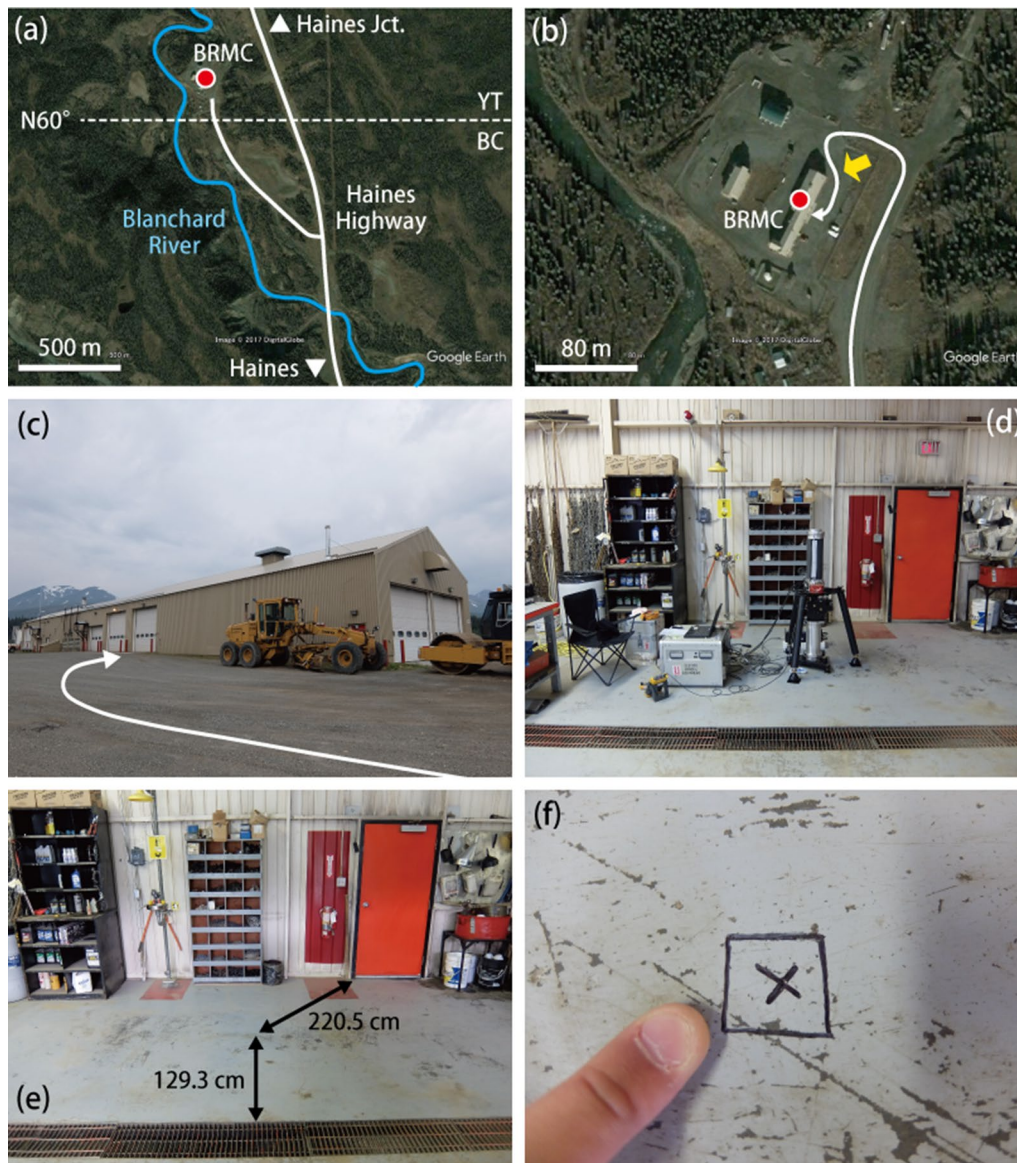 (a)
▲ Haines Jct.
BRMC
YT
N60°
BC
Haines
Highway
Blanchard
River
Image © 2017 DigitalGlobe
500 m
Google Earth
Haines ▼
(b)
BRMC
Image © 2017 DigitalGlobe
80 m
Google Earth
(c)
(d)
EXIT
(e)
220.5 cm
129.3 cm
(f)